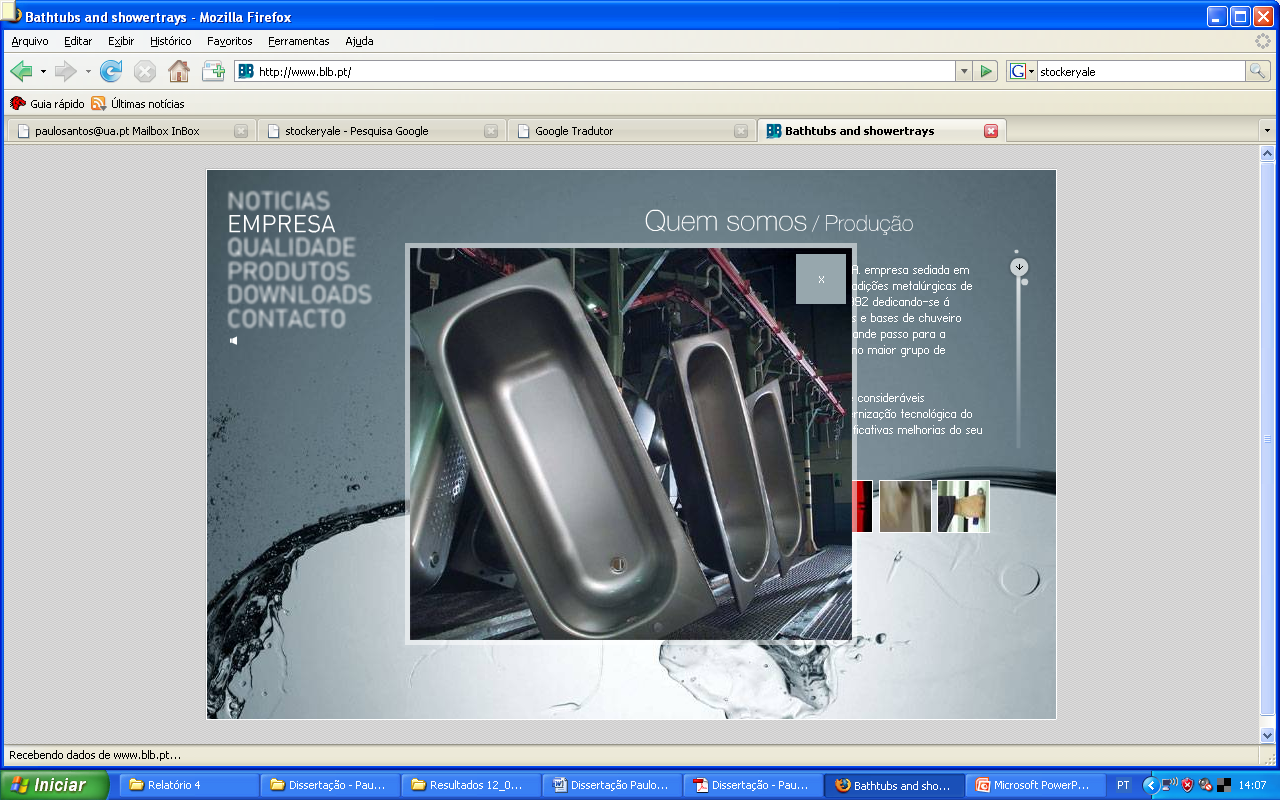 Bathtubs and showertrays - Mozilla Firefox
Arquivo Editar Exibir Histórico Favoritos Ferramentas Ajuda
http://www.blb.pt/
stockeryale
Guia rápido Últimas notícias
paulosantos@ua.pt Mailbox InBox
stockeryale - Pesquisa Google
Google Tradutor
Bathtubs and showertrays
NOTICIAS
EMPRESA
QUALIDADE
PRODUTOS
DOWNLOADS
CONTACTO
Quem somos / Produção
x
A. empresa sediada em
adições metalúrgicas de
992 dedicando-se á
s e bases de chuveiro
ande passo para a
no maior grupo de
e consideráveis
ernização tecnológica do
ificativas melhorias do seu
Recebendo dados de www.blb.pt...
Iniciar
Relatório 4
Dissertação - Pau...
Resultados 12_0...
Dissertação Paulo...
Dissertação - Pau...
Bathtubs and sho...
Microsoft PowerP...
PT
14:07